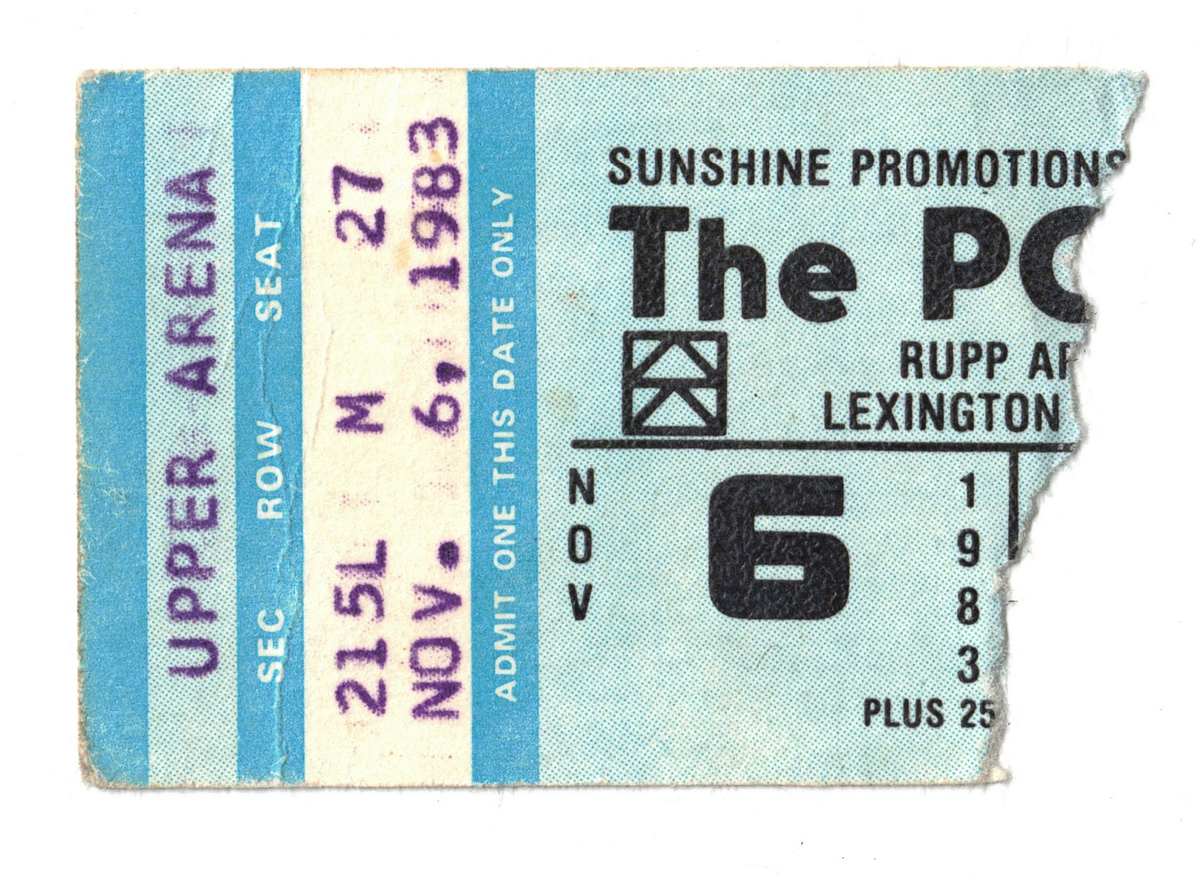 UPPER ARENA
SEC ROW SEAT
215L M 27
NOV. 6, 1983
ADMIT ONE THIS DATE ONLY
SUNSHINE PROMOTIONS
The PO
RUPP AR
LEXINGTON
NOV 6 1983
PLUS 25